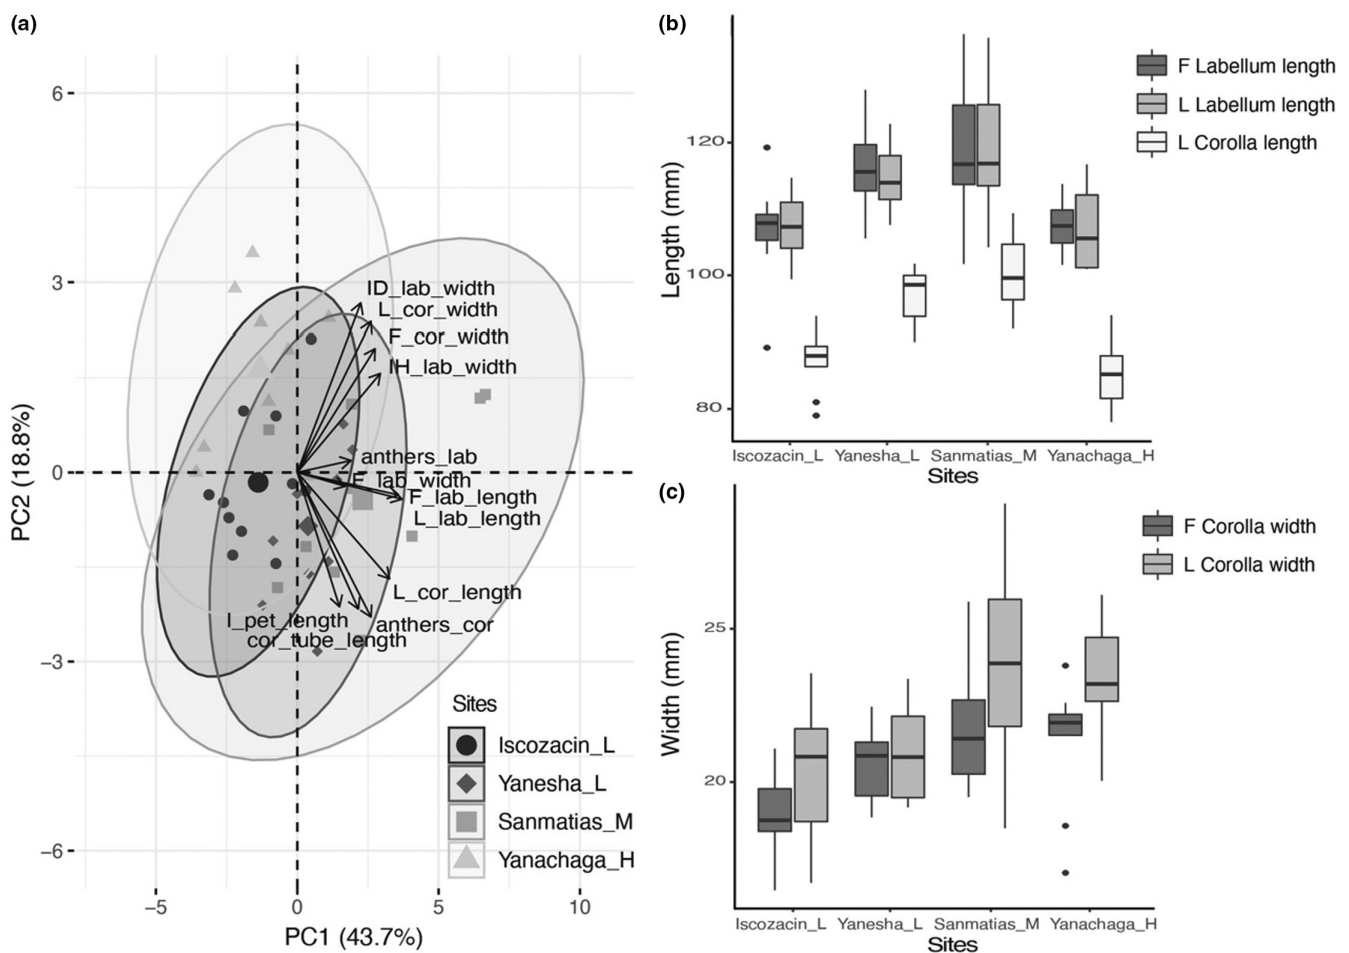 (a)
6
3
0
−3
−6
PC2 (18.8%)
−5
0
5
10
PC1 (43.7%)
ID_lab_width
L_cor_width
F_cor_width
IH_lab_width
anthers_lab
F_lab_width
F_lab_length
L_lab_length
L_cor_length
l_pet_length
anthers_cor
cor_tube_length
Sites
Iscozacin_L
Yanesha_L
Sanmatias_M
Yanachaga_H
(b)
120
100
80
Length (mm)
Iscozacin_L
Yanesha_L
Sanmatias_M
Yanachaga_H
Sites
F Labellum length
L Labellum length
L Corolla length
(c)
25
20
Width (mm)
Iscozacin_L
Yanesha_L
Sanmatias_M
Yanachaga_H
Sites
F Corolla width
L Corolla width